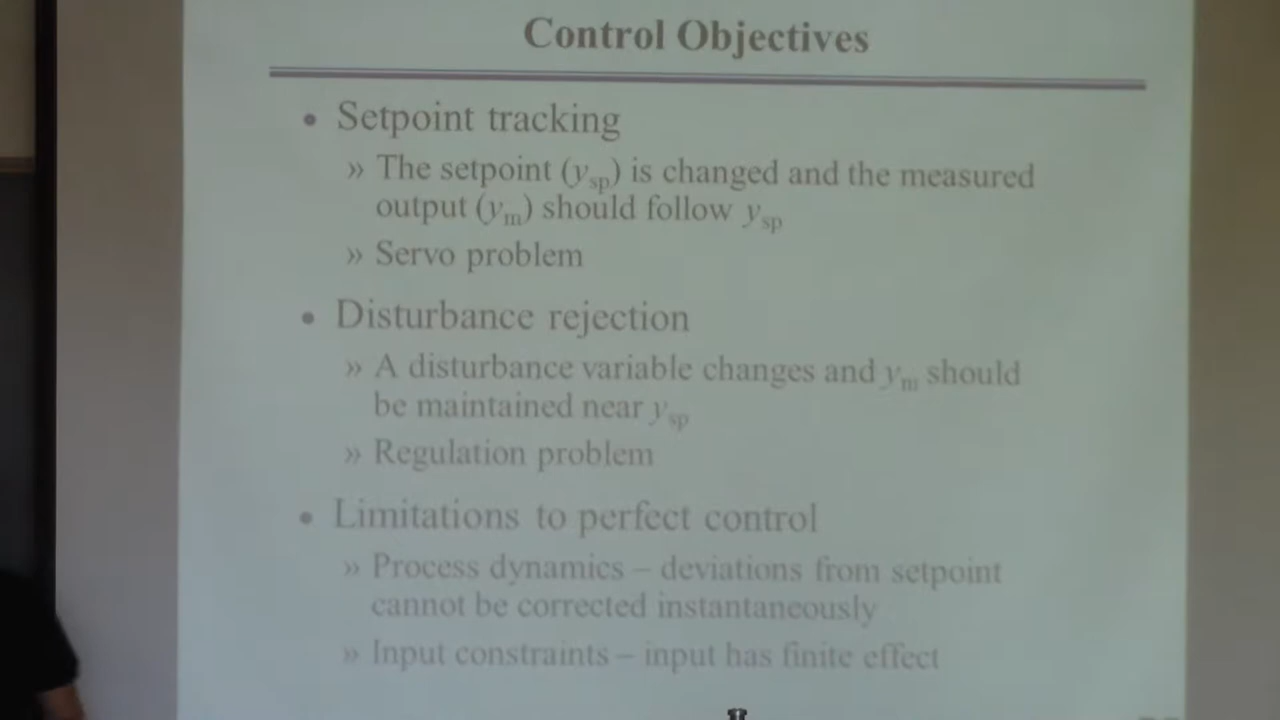 Control Objectives
• Setpoint tracking
» The setpoint (ysp) is changed and the measured
output (ym) should follow ysp
» Servo problem
• Disturbance rejection
» A disturbance variable changes and ym should
be maintained near ysp
» Regulation problem
• Limitations to perfect control
» Process dynamics – deviations from setpoint
cannot be corrected instantaneously
» Input constraints – input has finite effect